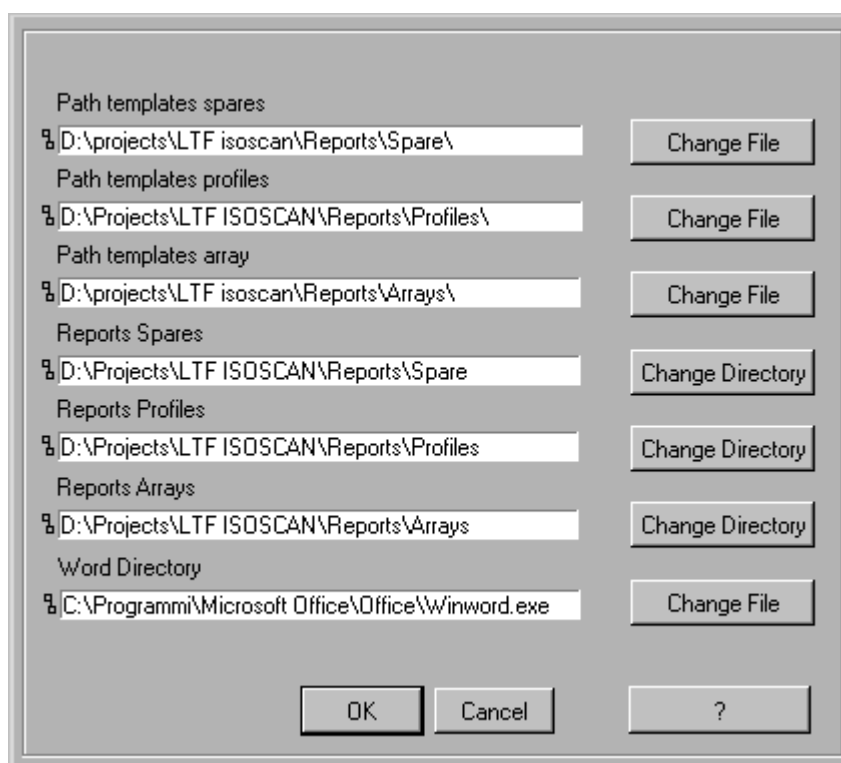 Path templates spares
D:\projects\LTF isoscan\Reports\Spare\
Change File
Path templates profiles
D:\Projects\LTF ISOSCAN\Reports\Profiles\
Change File
Path templates array
D:\projects\LTF isoscan\Reports\Arrays\
Change File
Reports Spares
D:\Projects\LTF ISOSCAN\Reports\Spare
Change Directory
Reports Profiles
D:\Projects\LTF ISOSCAN\Reports\Profiles
Change Directory
Reports Arrays
D:\Projects\LTF ISOSCAN\Reports\Arrays
Change Directory
Word Directory
C:\Programmi\Microsoft Office\Office\Winword.exe
Change File
OK
Cancel
?